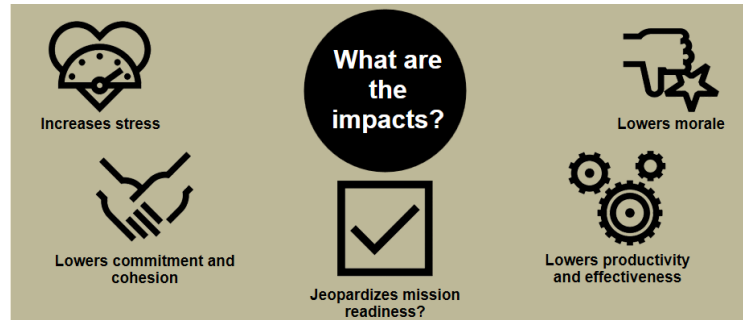 What are
the
impacts?
Increases stress
Lowers morale
Lowers commitment and
cohesion
Lowers productivity
and effectiveness
Jeopardizes mission
readiness?